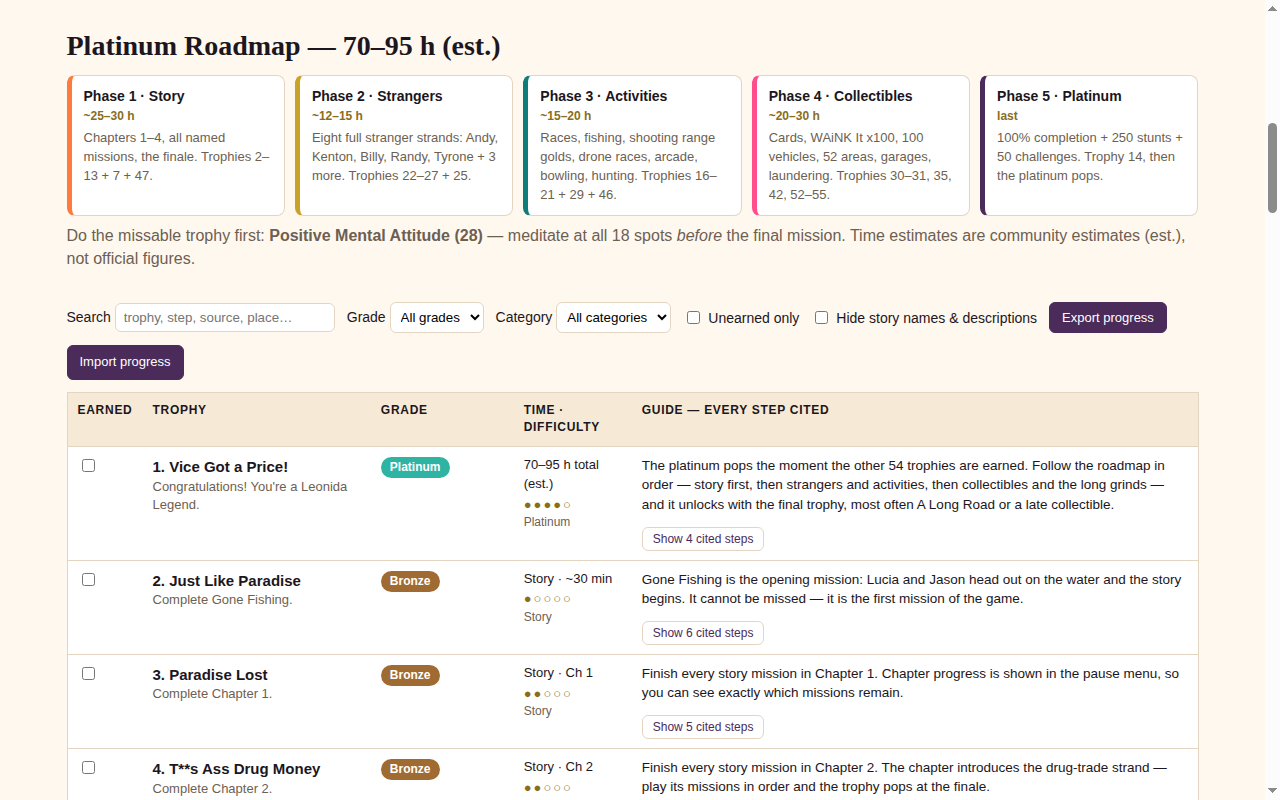 Platinum Roadmap — 70–95 h (est.)
Phase 1 · Story
~25–30 h
Chapters 1–4, all named
missions, the finale. Trophies 2–
13 + 7 + 47.
Phase 2 · Strangers
~12–15 h
Eight full stranger strands: Andy,
Kenton, Billy, Randy, Tyrone + 3
more. Trophies 22–27 + 25.
Phase 3 · Activities
~15–20 h
Races, fishing, shooting range
golds, drone races, arcade,
bowling, hunting. Trophies 16–
21 + 29 + 46.
Phase 4 · Collectibles
~20–30 h
Cards, WAiNK It x100, 100
vehicles, 52 areas, garages,
laundering. Trophies 30–31, 35,
42, 52–55.
Phase 5 · Platinum
last
100% completion + 250 stunts +
50 challenges. Trophy 14, then
the platinum pops.
Do the missable trophy first: Positive Mental Attitude (28) — meditate at all 18 spots before the final mission. Time estimates are community estimates (est.),
not official figures.
Search trophy, step, source, place… Grade All grades Category All categories Unearned only Hide story names & descriptions Export progress
Import progress
EARNED TROPHY GRADE TIME · DIFFICULTY GUIDE — EVERY STEP CITED
1. Vice Got a Price!
Congratulations! You're a Leonida
Legend.
Platinum
70–95 h total
(est.)
●●●●○
Platinum
The platinum pops the moment the other 54 trophies are earned. Follow the roadmap in
order — story first, then strangers and activities, then collectibles and the long grinds —
and it unlocks with the final trophy, most often A Long Road or a late collectible.
Show 4 cited steps
2. Just Like Paradise
Complete Gone Fishing.
Bronze
Story · ~30 min
●○○○○
Story
Gone Fishing is the opening mission: Lucia and Jason head out on the water and the story
begins. It cannot be missed — it is the first mission of the game.
Show 6 cited steps
3. Paradise Lost
Complete Chapter 1.
Bronze
Story · Ch 1
●●○○○
Story
Finish every story mission in Chapter 1. Chapter progress is shown in the pause menu, so
you can see exactly which missions remain.
Show 5 cited steps
4. T**s Ass Drug Money
Complete Chapter 2.
Bronze
Story · Ch 2
●●○○○
Finish every story mission in Chapter 2. The chapter introduces the drug-trade strand —
play its missions in order and the trophy pops at the finale.